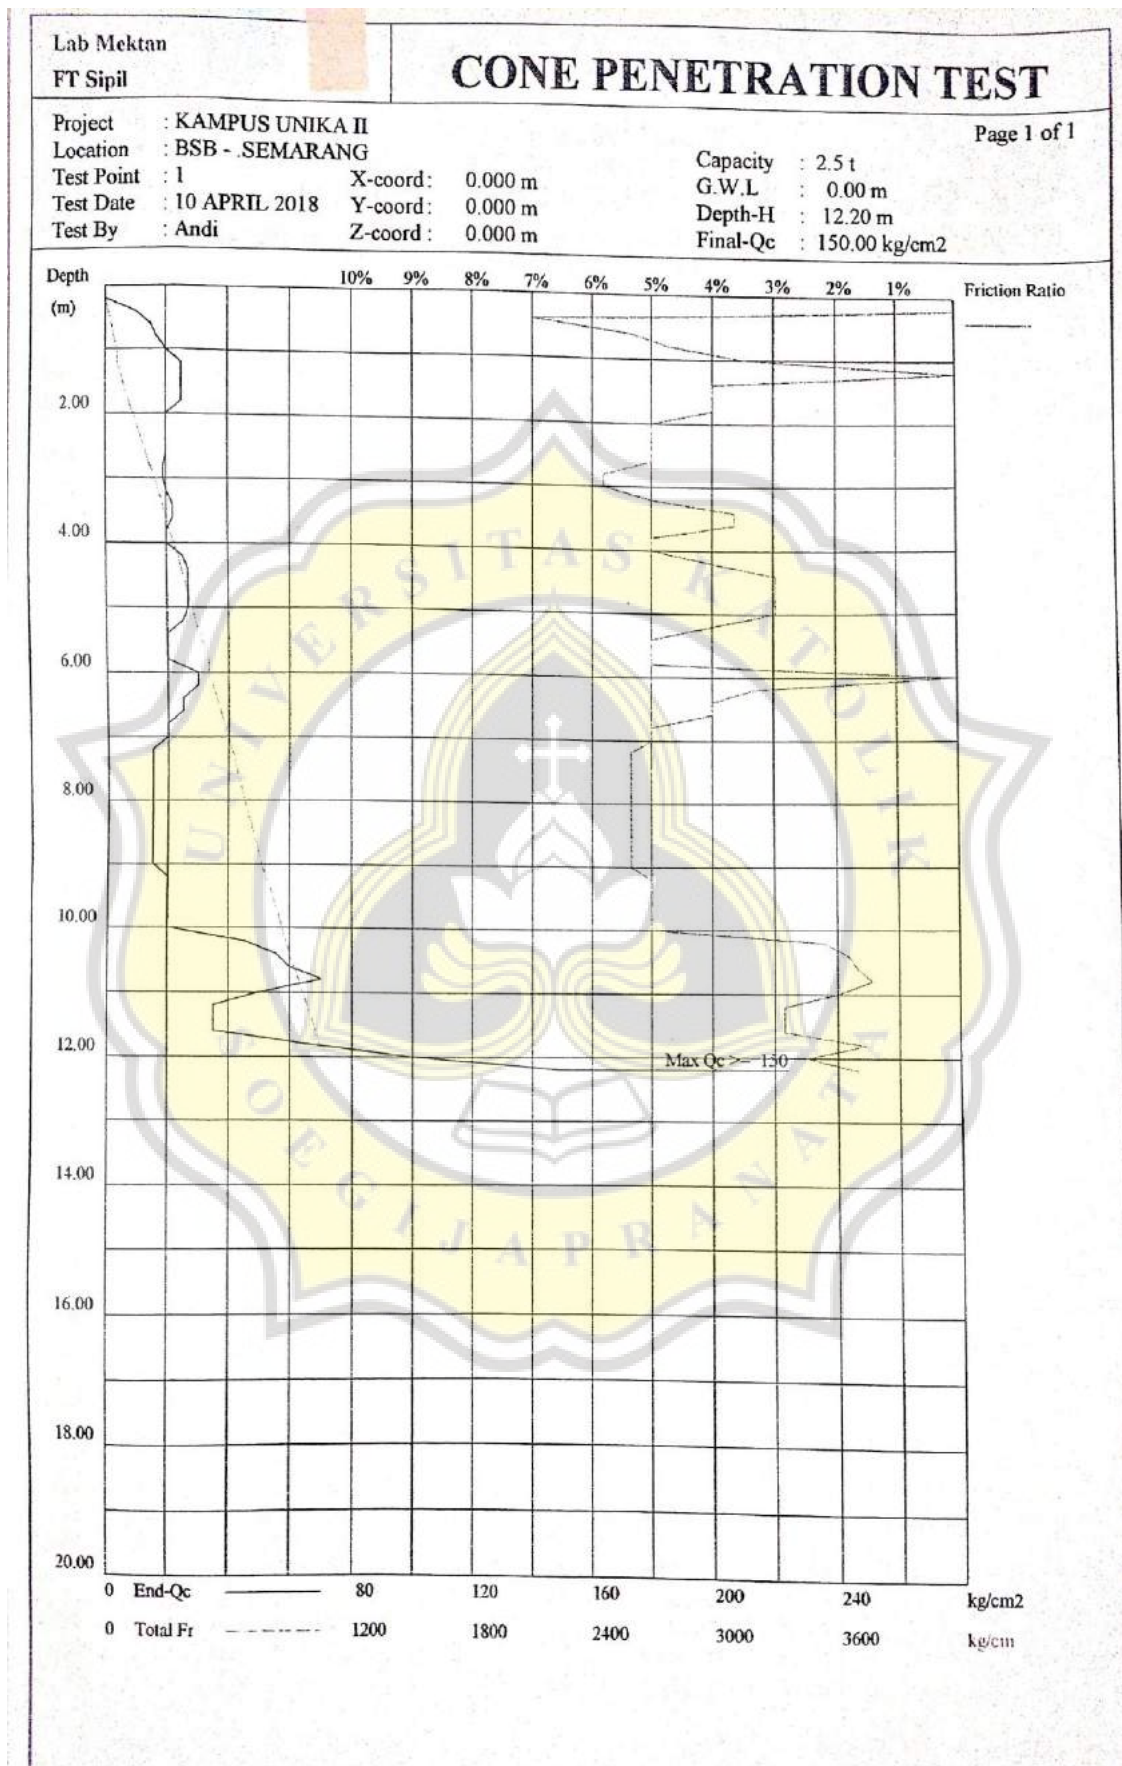 Lab Mektan
FT Sipil
CONE PENETRATION TEST
Page 1 of 1
Project : KAMPUS UNIKA II
Location : BSB - .SEMARANG
Test Point : 1 X-coord : 0.000 m
Test Date : 10 APRIL 2018 Y-coord : 0.000 m
Test By : Andi Z-coord : 0.000 m
Capacity : 2.5 t
G.W.L : 0.00 m
Depth-H : 12.20 m
Final-Qc : 150.00 kg/cm2
Depth
(m)
10% 9% 8% 7% 6% 5% 4% 3% 2% 1% Friction Ratio
2.00
4.00
6.00
8.00
10.00
12.00
Max Qc >= 150
14.00
16.00
18.00
20.00
0 End-Qc 80 120 160 200 240 kg/cm2
0 Total Fr 1200 1800 2400 3000 3600 kg/cm
UNIVERSITAS KATOLIK
SOEGIJAPRANATA